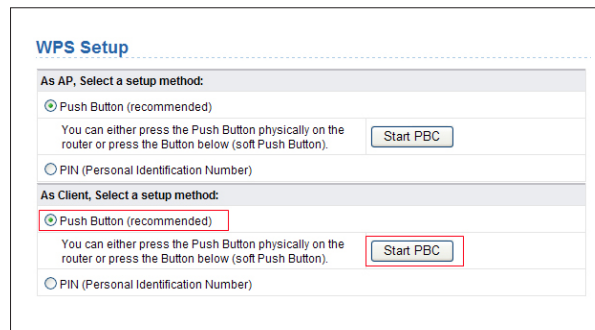 WPS Setup
As AP, Select a setup method:
Push Button (recommended)
You can either press the Push Button physically on the
router or press the Button below (soft Push Button).
Start PBC
PIN (Personal Identification Number)
As Client, Select a setup method:
Push Button (recommended)
You can either press the Push Button physically on the
router or press the Button below (soft Push Button).
Start PBC
PIN (Personal Identification Number)